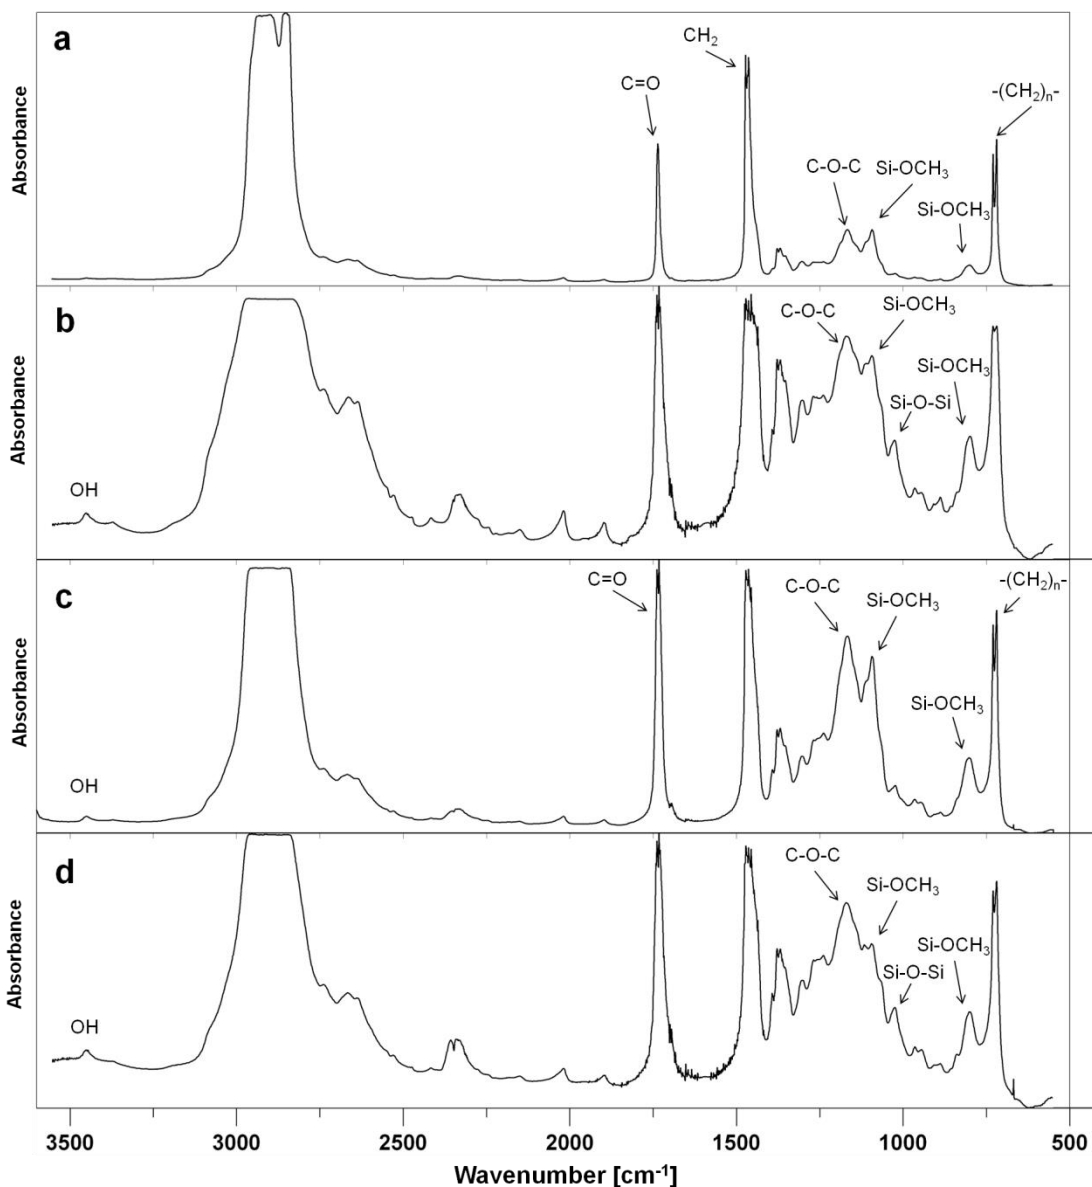 a
Absorbance
C=O
CH₂
C-O-C
Si-OCH₃
Si-OCH₃
-(CH₂)ₙ-
b
Absorbance
OH
C-O-C
Si-OCH₃
Si-OCH₃
Si-O-Si
c
Absorbance
OH
C=O
C-O-C
Si-OCH₃
Si-OCH₃
-(CH₂)ₙ-
d
Absorbance
OH
C-O-C
Si-OCH₃
Si-OCH₃
Si-O-Si
3500 3000 2500 2000 1500 1000 500
Wavenumber [cm⁻¹]